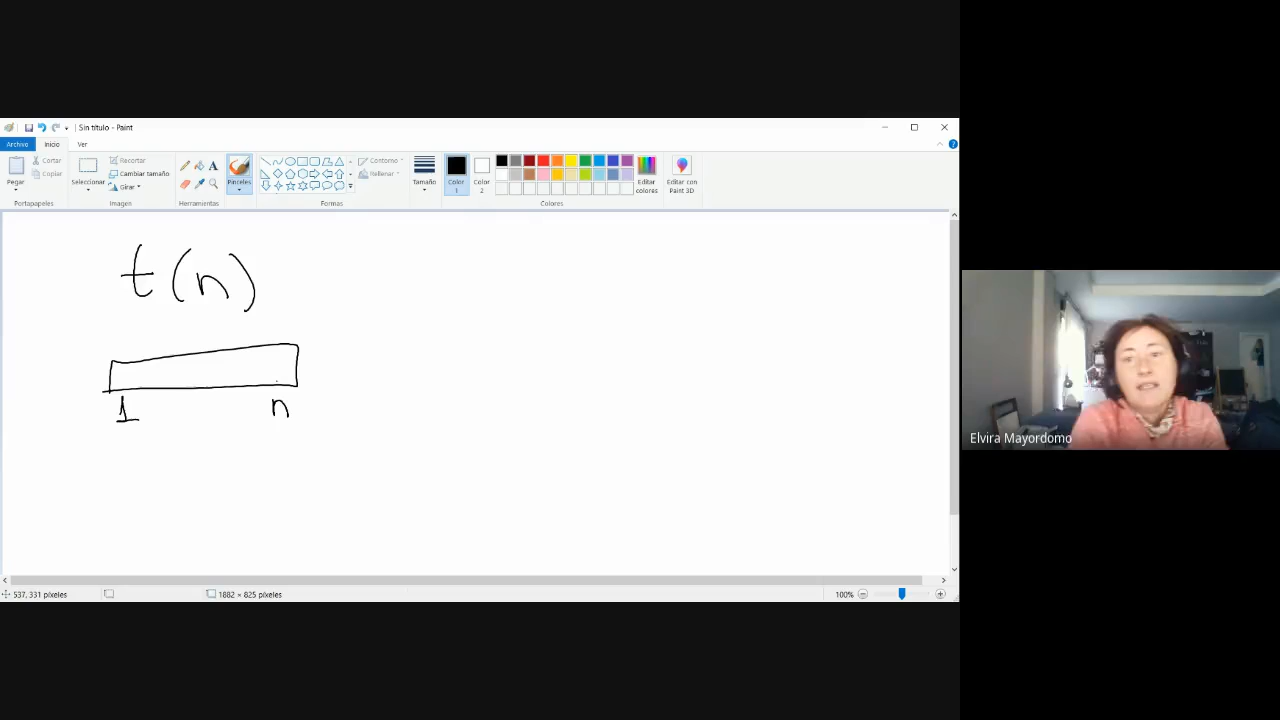 Sin título - Paint
Archivo Inicio Ver
Pegar
Cortar
Copiar
Portapapeles
Seleccionar
Recortar
Cambiar tamaño
Girar
Imagen
A
Herramientas
Pinceles
Contorno
Rellenar
Formas
Tamaño
Color 1
Color 2
Editar colores
Editar con Paint 3D
Colores
t (n)
1 n
Elvira Mayordomo
537, 331 píxeles
1882 × 825 píxeles
100%